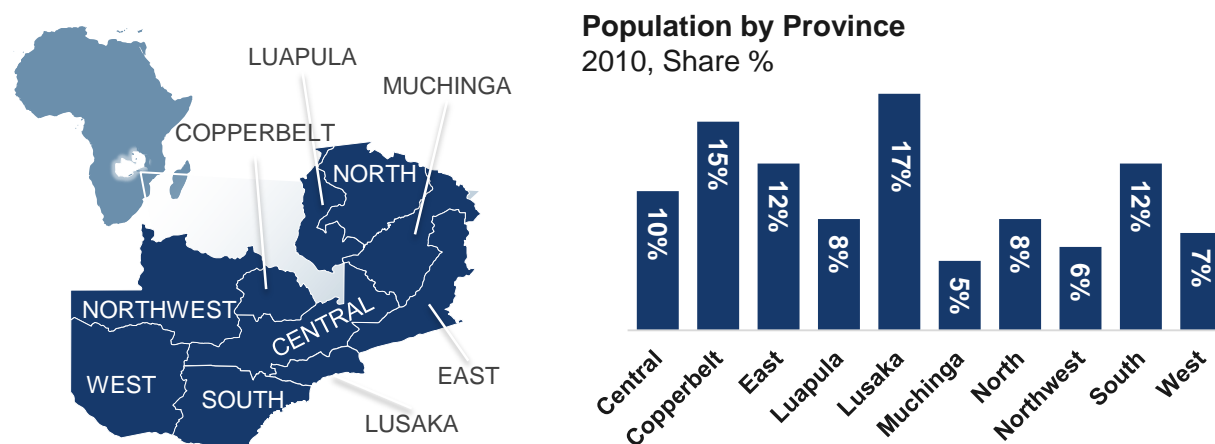 LUAPULA
MUCHINGA
COPPERBELT
NORTH
NORTHWEST
CENTRAL
WEST
SOUTH
EAST
LUSAKA
Population by Province
2010, Share %
10%
15%
12%
8%
17%
5%
8%
6%
12%
7%
Central
Copperbelt
East
Luapula
Lusaka
Muchinga
North
Northwest
South
West